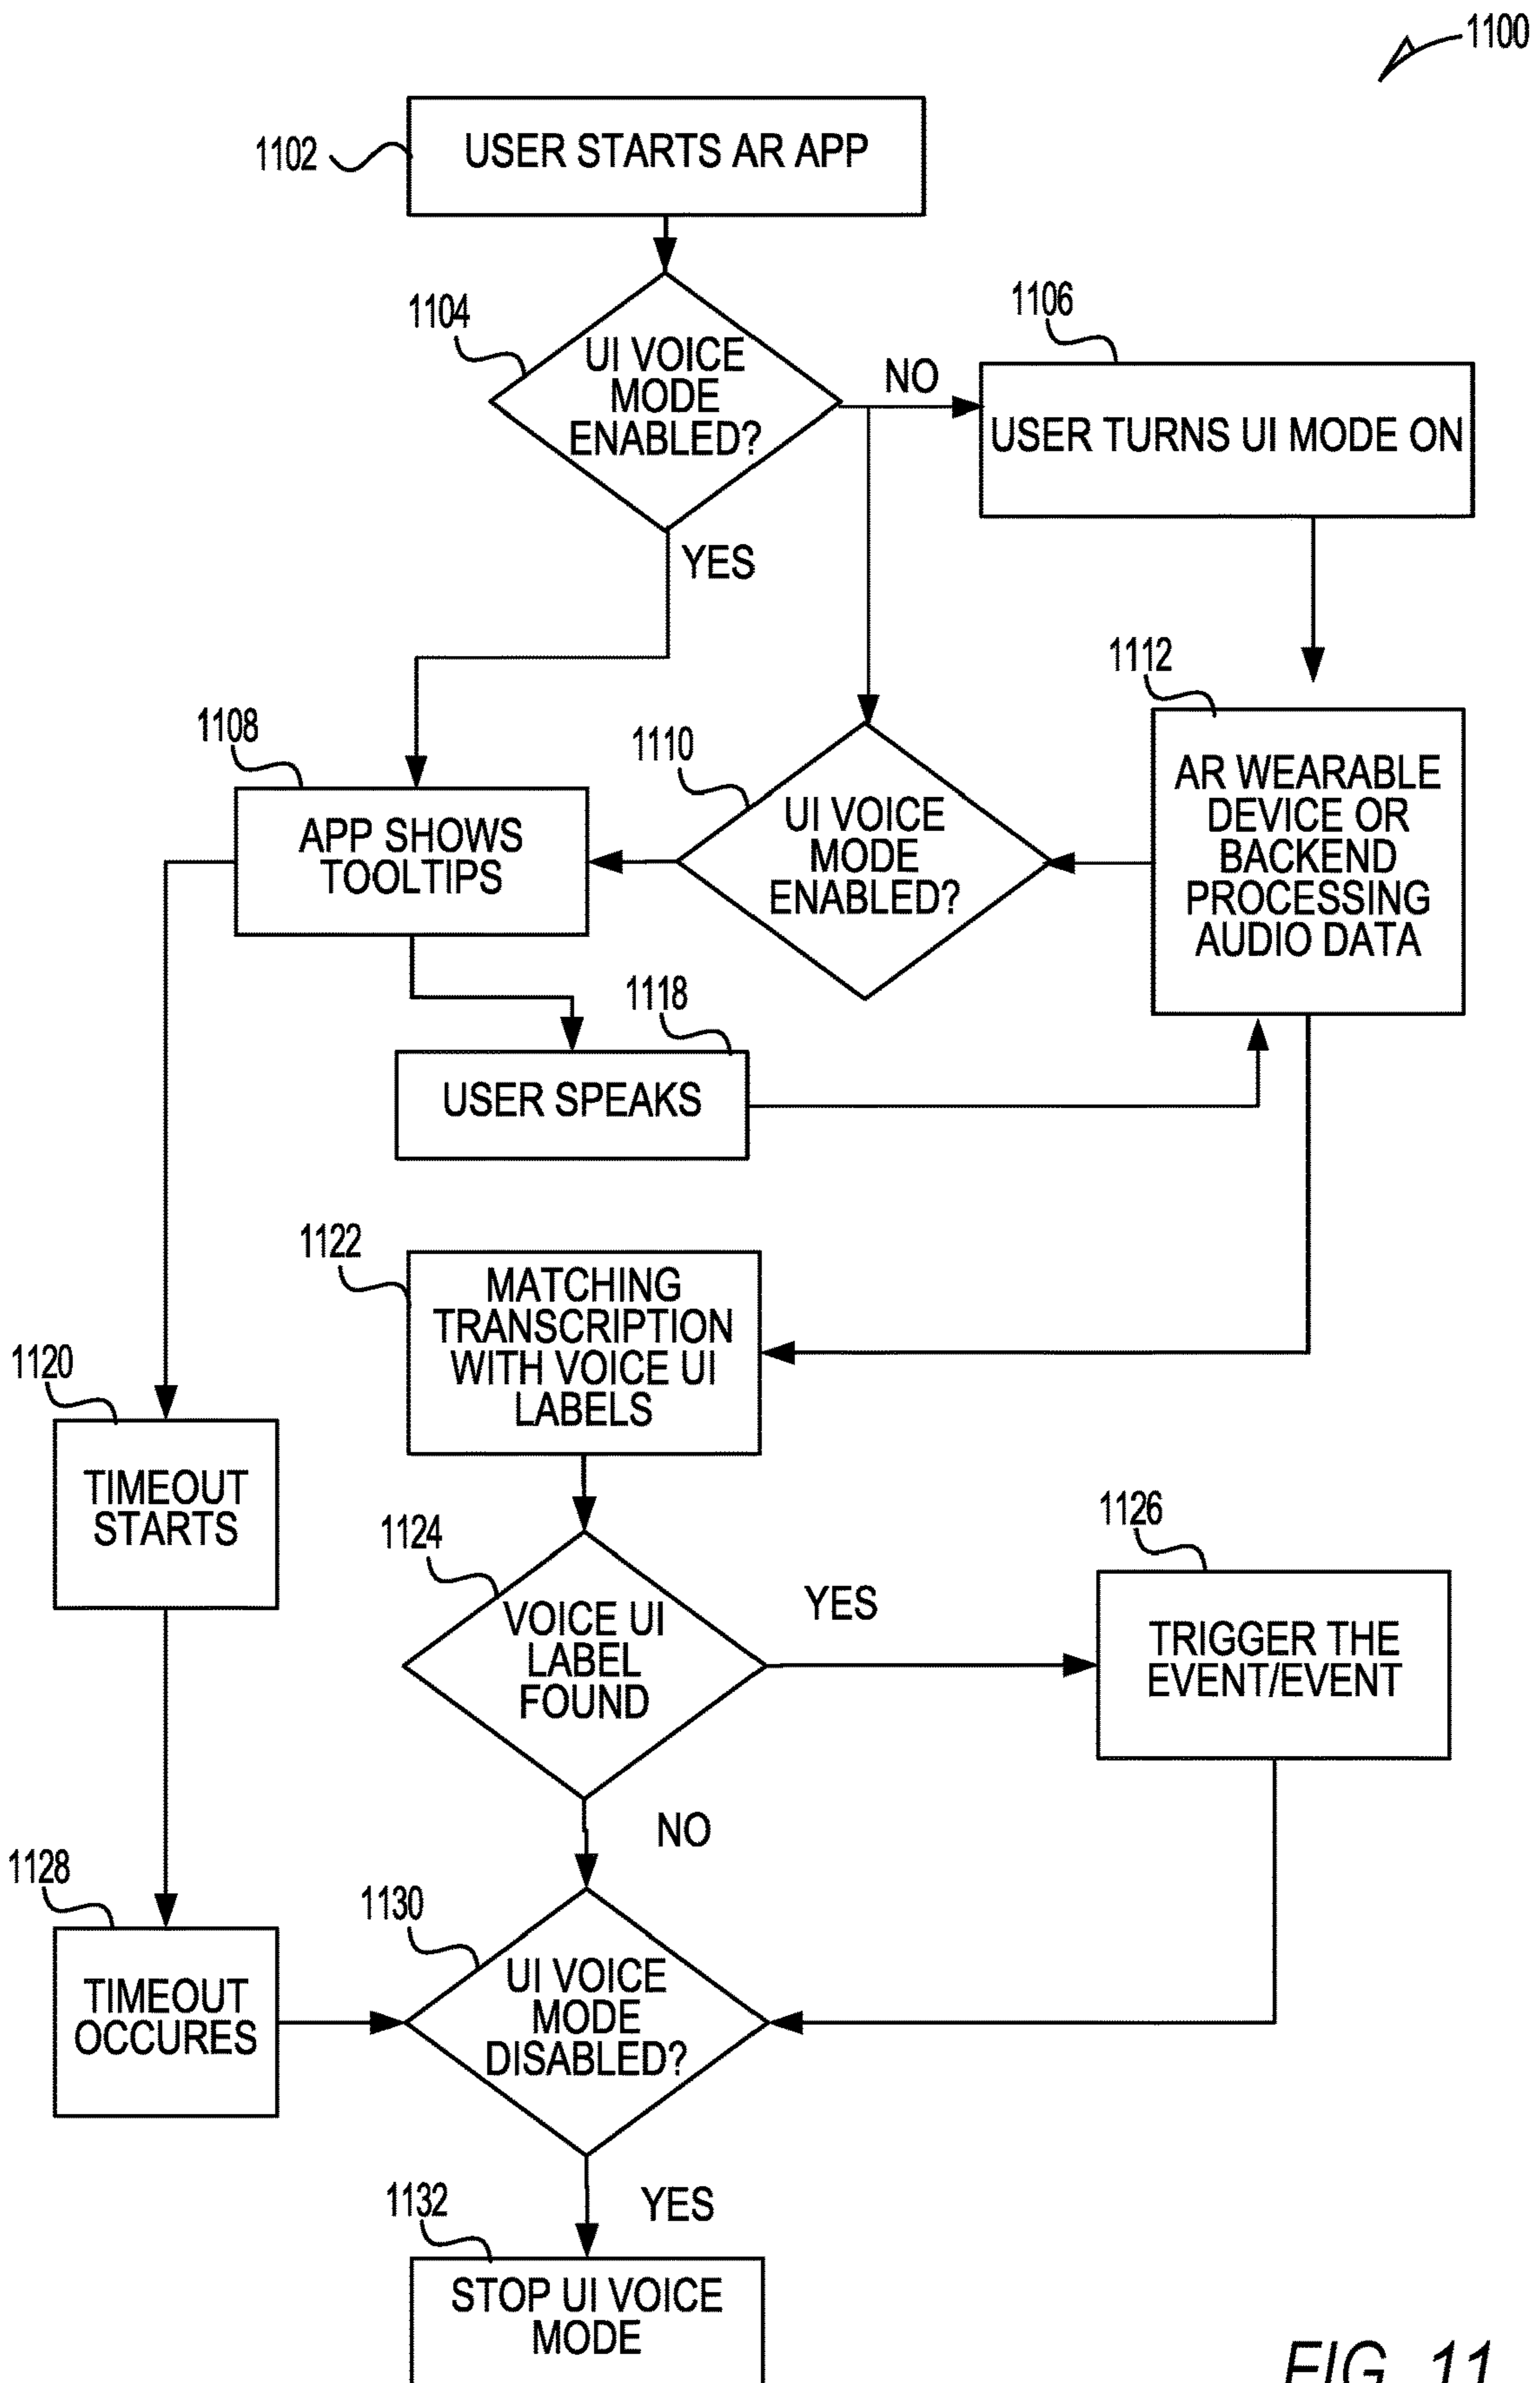 1100
1102
USER STARTS AR APP
1104
UI VOICE
MODE
ENABLED?
NO
1106
USER TURNS UI MODE ON
YES
1108
APP SHOWS
TOOLTIPS
1110
UI VOICE
MODE
ENABLED?
1112
AR WEARABLE
DEVICE OR
BACKEND
PROCESSING
AUDIO DATA
1118
USER SPEAKS
1122
MATCHING
TRANSCRIPTION
WITH VOICE UI
LABELS
1120
TIMEOUT
STARTS
1124
VOICE UI
LABEL
FOUND
YES
1126
TRIGGER THE
EVENT/EVENT
NO
1128
TIMEOUT
OCCURES
1130
UI VOICE
MODE
DISABLED?
YES
1132
STOP UI VOICE
MODE
FIG. 11